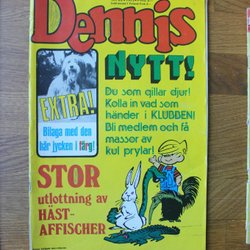 Dennis
NYTT!
Du som gillar djur!
Kolla in vad som
händer i KLUBBEN!
Bli medlem och få
massor av
kul prylar!
EXTRA!
Bilaga med den
här jycken i färg!
STOR
utlottning av
HÄST-
AFFISCHER